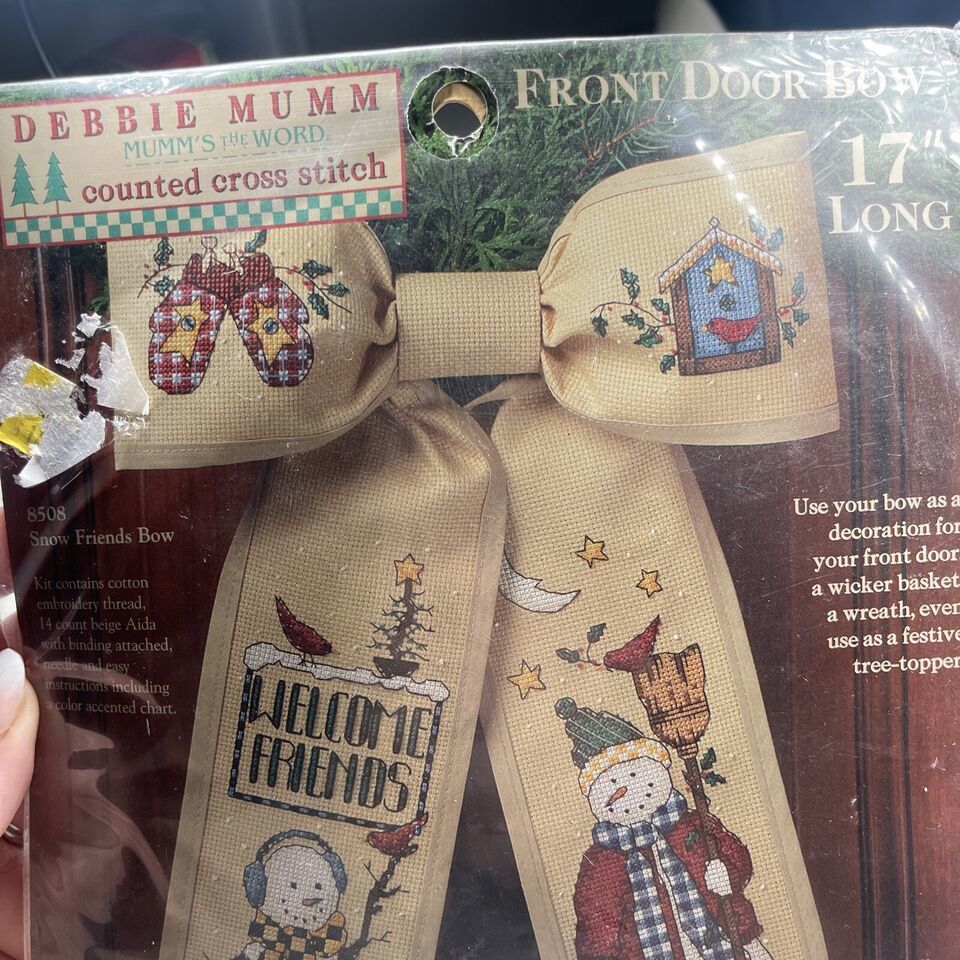 DEBBIE MUMM
MUMM'S THE WORD
counted cross stitch
FRONT DOOR BOW
17"
LONG
8508
Snow Friends Bow
Kit contains cotton
embroidery thread,
14 count beige Aida
with binding attached,
needle and easy
instructions including
a color accented chart.
Use your bow as a
decoration for
your front door
a wicker basket,
a wreath, even
use as a festive
tree-topper
WELCOME
FRIENDS